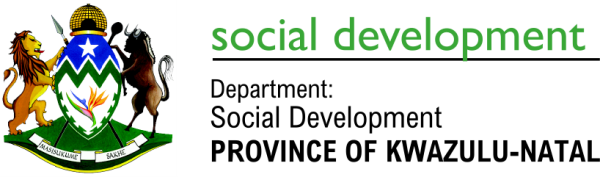 MASISUKUME SAKHE
social development
Department:
Social Development
PROVINCE OF KWAZULU-NATAL